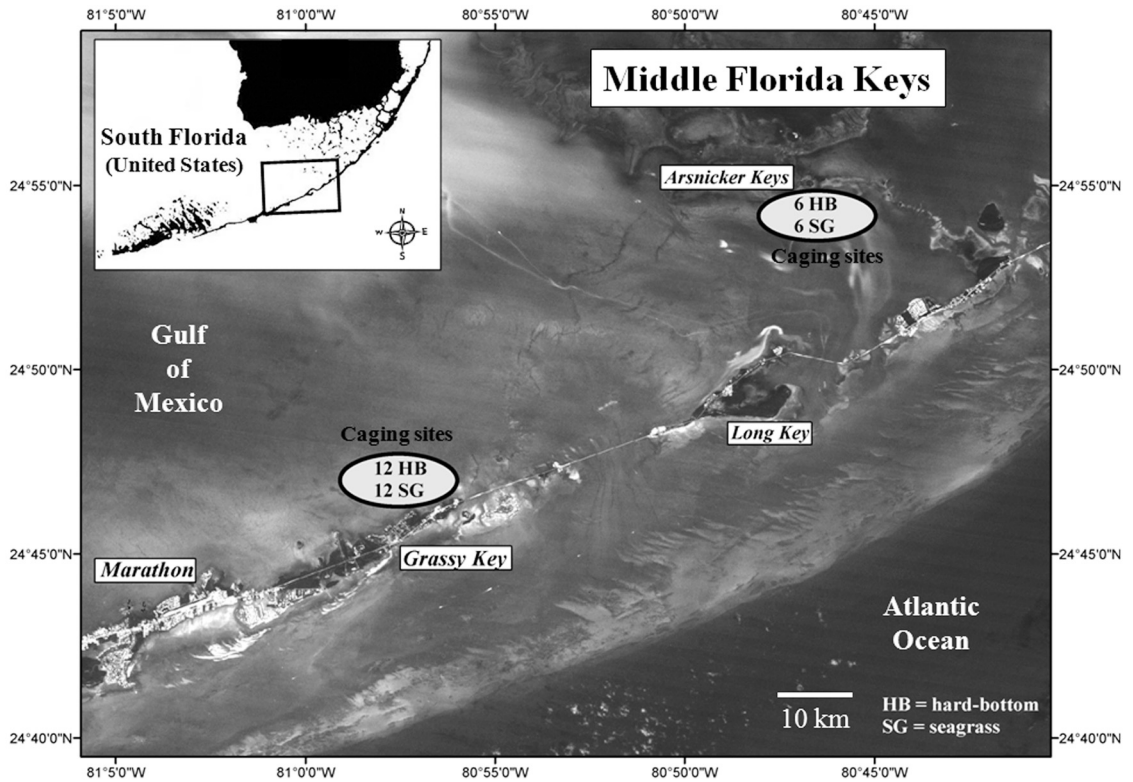 81°5'0"W 81°0'0"W 80°55'0"W 80°50'0"W 80°45'0"W
Middle Florida Keys
South Florida
(United States)
N
W E
S
24°55'0"N
24°55'0"N
Arsnicker Keys
6 HB
6 SG
Caging sites
Gulf
of
Mexico
24°50'0"N
24°50'0"N
Long Key
Caging sites
12 HB
12 SG
24°45'0"N
24°45'0"N
Marathon
Grassy Key
Atlantic
Ocean
10 km
HB = hard-bottom
SG = seagrass
24°40'0"N
24°40'0"N
81°5'0"W 81°0'0"W 80°55'0"W 80°50'0"W 80°45'0"W